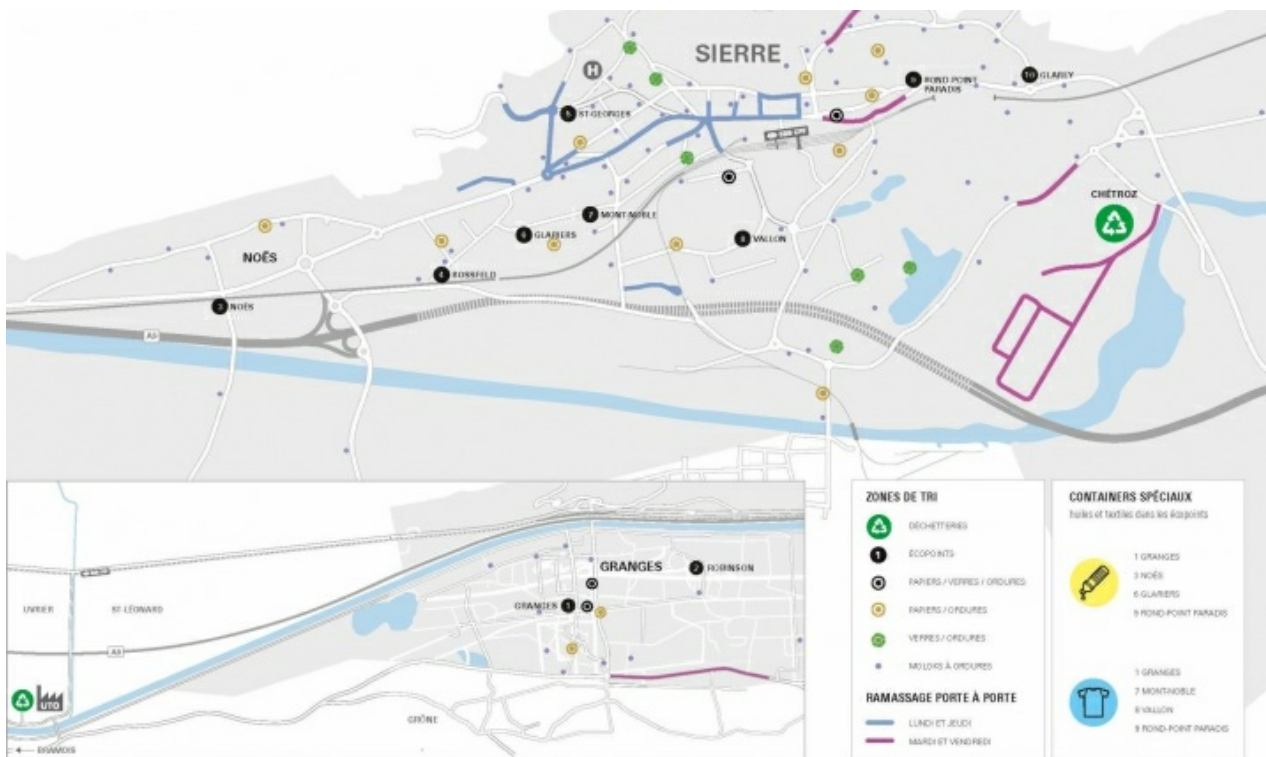 SIERRE
H
9 ROND-POINT
PARADIS
10 GLAREY
5 ST-GEORGES
CHÉTROZ
7 MONT-NOBLE
6 GLARIERS
8 VALLON
NOËS
4 ROSSFELD
3 NOËS
A9
GRANGES
2 ROBINSON
GRANGES 1
UVRIER
ST-LÉONARD
A9
UTO
GRÔNE
BRAMOIS
ZONES DE TRI
DÉCHETTERIES
1 ÉCOPOINTS
PAPIERS / VERRES / ORDURES
PAPIERS / ORDURES
VERRES / ORDURES
MOLOKS À ORDURES
RAMASSAGE PORTE À PORTE
LUNDI ET JEUDI
MARDI ET VENDREDI
CONTAINERS SPÉCIAUX
huiles et textiles dans les écopoints
1 GRANGES
3 NOËS
6 GLARIERS
9 ROND-POINT PARADIS
1 GRANGES
7 MONT-NOBLE
8 VALLON
9 ROND-POINT PARADIS